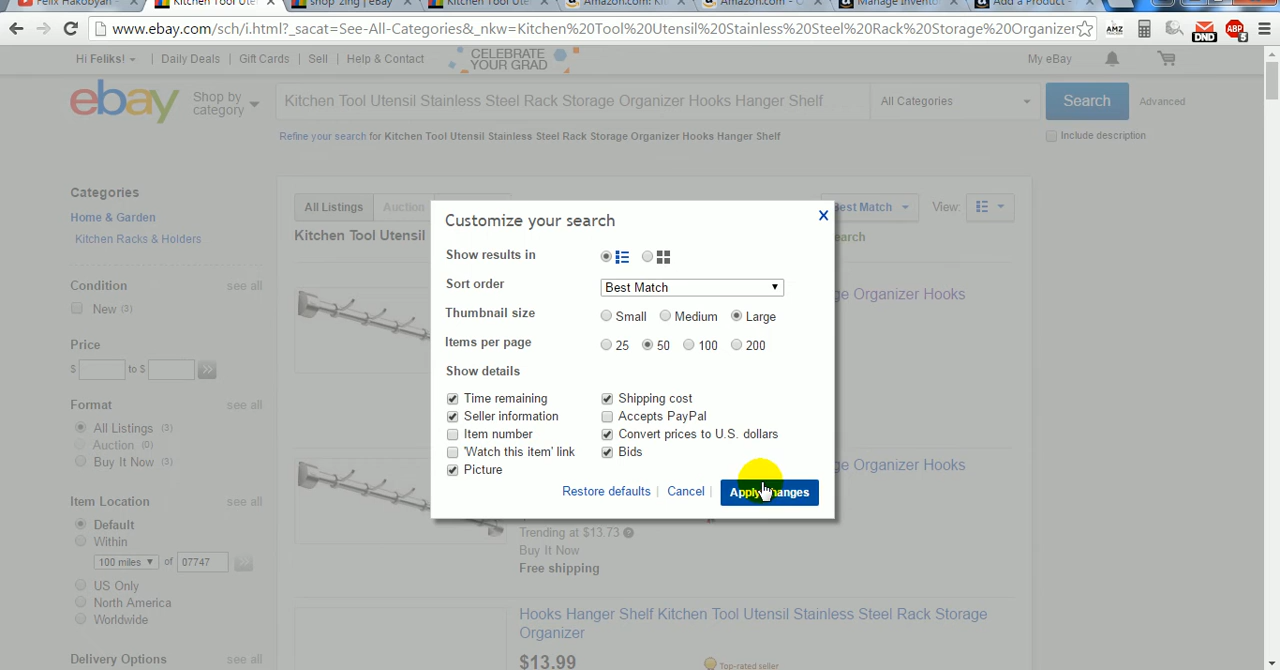 Felix Hakobyan -
Kitchen Tool Ute
shop zing | eBay
Kitchen Tool Ute
Amazon.com: Ki
Amazon.com - O
Manage Invento
Add a Product -
www.ebay.com/sch/i.html?_sacat=See-All-Categories&_nkw=Kitchen%20Tool%20Utensil%20Stainless%20Steel%20Rack%20Storage%20Organizer
AMZ
DND
ABP
5
Hi Feliks! | Daily Deals | Gift Cards | Sell | Help & Contact
CELEBRATE
YOUR GRAD
My eBay
ebay
Shop by
category
Kitchen Tool Utensil Stainless Steel Rack Storage Organizer Hooks Hanger Shelf
All Categories
Search
Advanced
Refine your search for Kitchen Tool Utensil Stainless Steel Rack Storage Organizer Hooks Hanger Shelf
Include description
Categories
Home & Garden
Kitchen Racks & Holders
Condition see all
New (3)
Price
$ to $
Format see all
All Listings (3)
Auction (0)
Buy It Now (3)
Item Location see all
Default
Within
100 miles of 07747
US Only
North America
Worldwide
Delivery Options see all
All Listings Auction
Best Match View:
Kitchen Tool Utensil
earch
Customize your search X
Show results in
Sort order Best Match
Thumbnail size Small Medium Large
Items per page 25 50 100 200
Show details
Time remaining Shipping cost
Seller information Accepts PayPal
Item number Convert prices to U.S. dollars
'Watch this item' link Bids
Picture
Restore defaults | Cancel | Apply changes
ge Organizer Hooks
ge Organizer Hooks
Trending at $13.73
Buy It Now
Free shipping
Hooks Hanger Shelf Kitchen Tool Utensil Stainless Steel Rack Storage
Organizer
$13.99
Top-rated seller